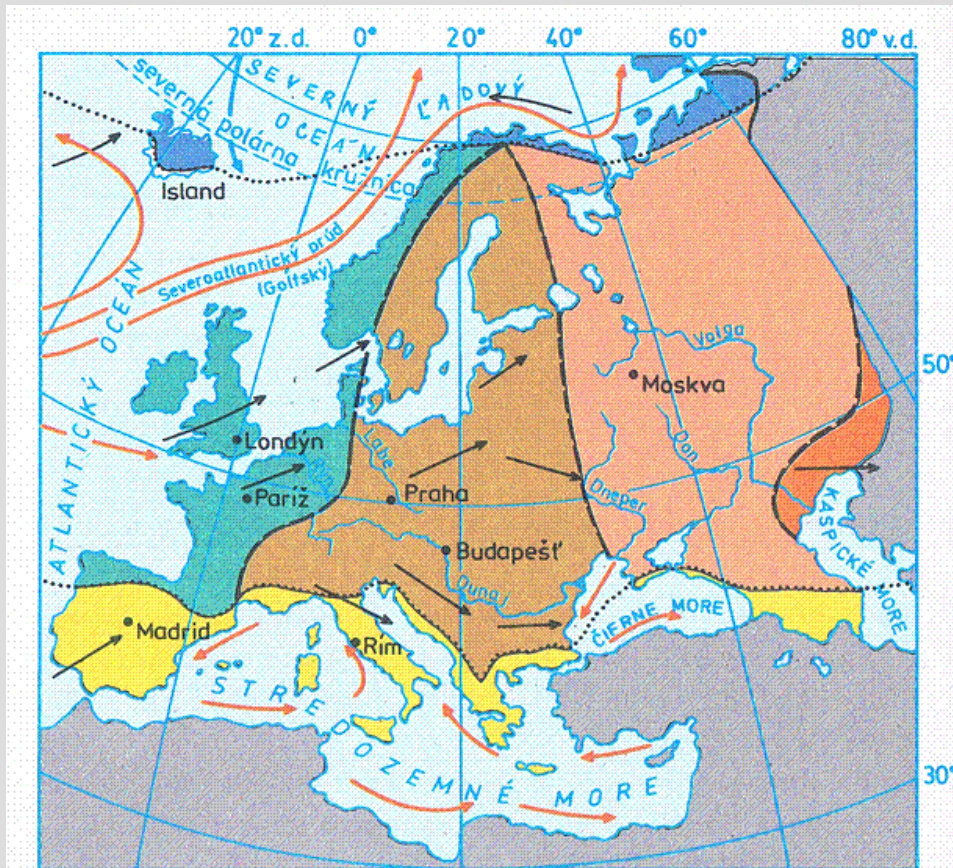 20° z.d. 0° 20° 40° 60° 80° v.d.
SEVERNÝ ĽADOVÝ
OCEÁN
severná polárna kružnica
Island
Severoatlantický prúd
(Golfský)
ATLANTICKÝ OCEÁN
Volga
50°
Moskva
Londýn
Labe
Rýn
Don
Paríž
Praha
Dneper
KASPICKÉ
MORE
Budapešť
Dunaj
Madrid
Rím
ČIERNE MORE
STREDOZEMNÉ MORE
30°